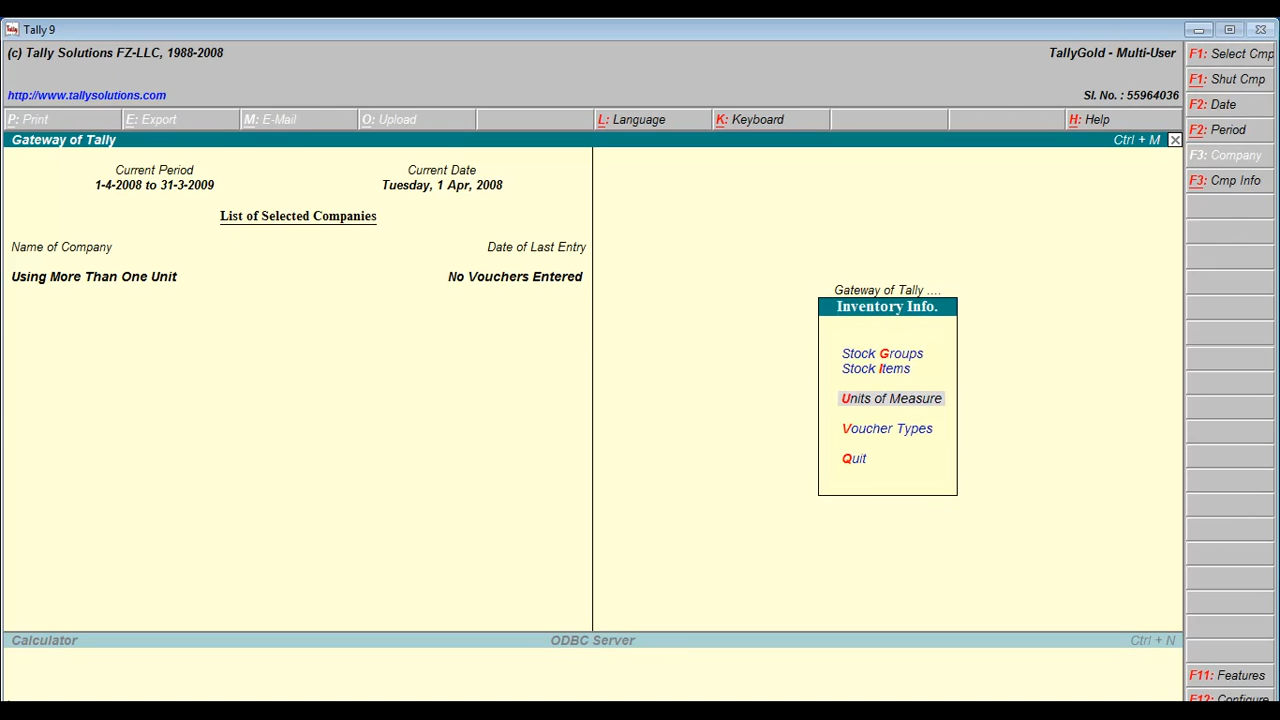 Tally 9
(c) Tally Solutions FZ-LLC, 1988-2008
TallyGold - Multi-User
http://www.tallysolutions.com
Sl. No. : 55964036
P: Print E: Export M: E-Mail O: Upload L: Language K: Keyboard H: Help
Gateway of Tally
Ctrl + M
Current Period
1-4-2008 to 31-3-2009
Current Date
Tuesday, 1 Apr, 2008
List of Selected Companies
Name of Company
Date of Last Entry
Using More Than One Unit
No Vouchers Entered
Gateway of Tally ....
Inventory Info.
Stock Groups
Stock Items
Units of Measure
Voucher Types
Quit
F1: Select Cmp
F1: Shut Cmp
F2: Date
F2: Period
F3: Company
F3: Cmp Info
F11: Features
F12: Configure
Calculator
ODBC Server
Ctrl + N